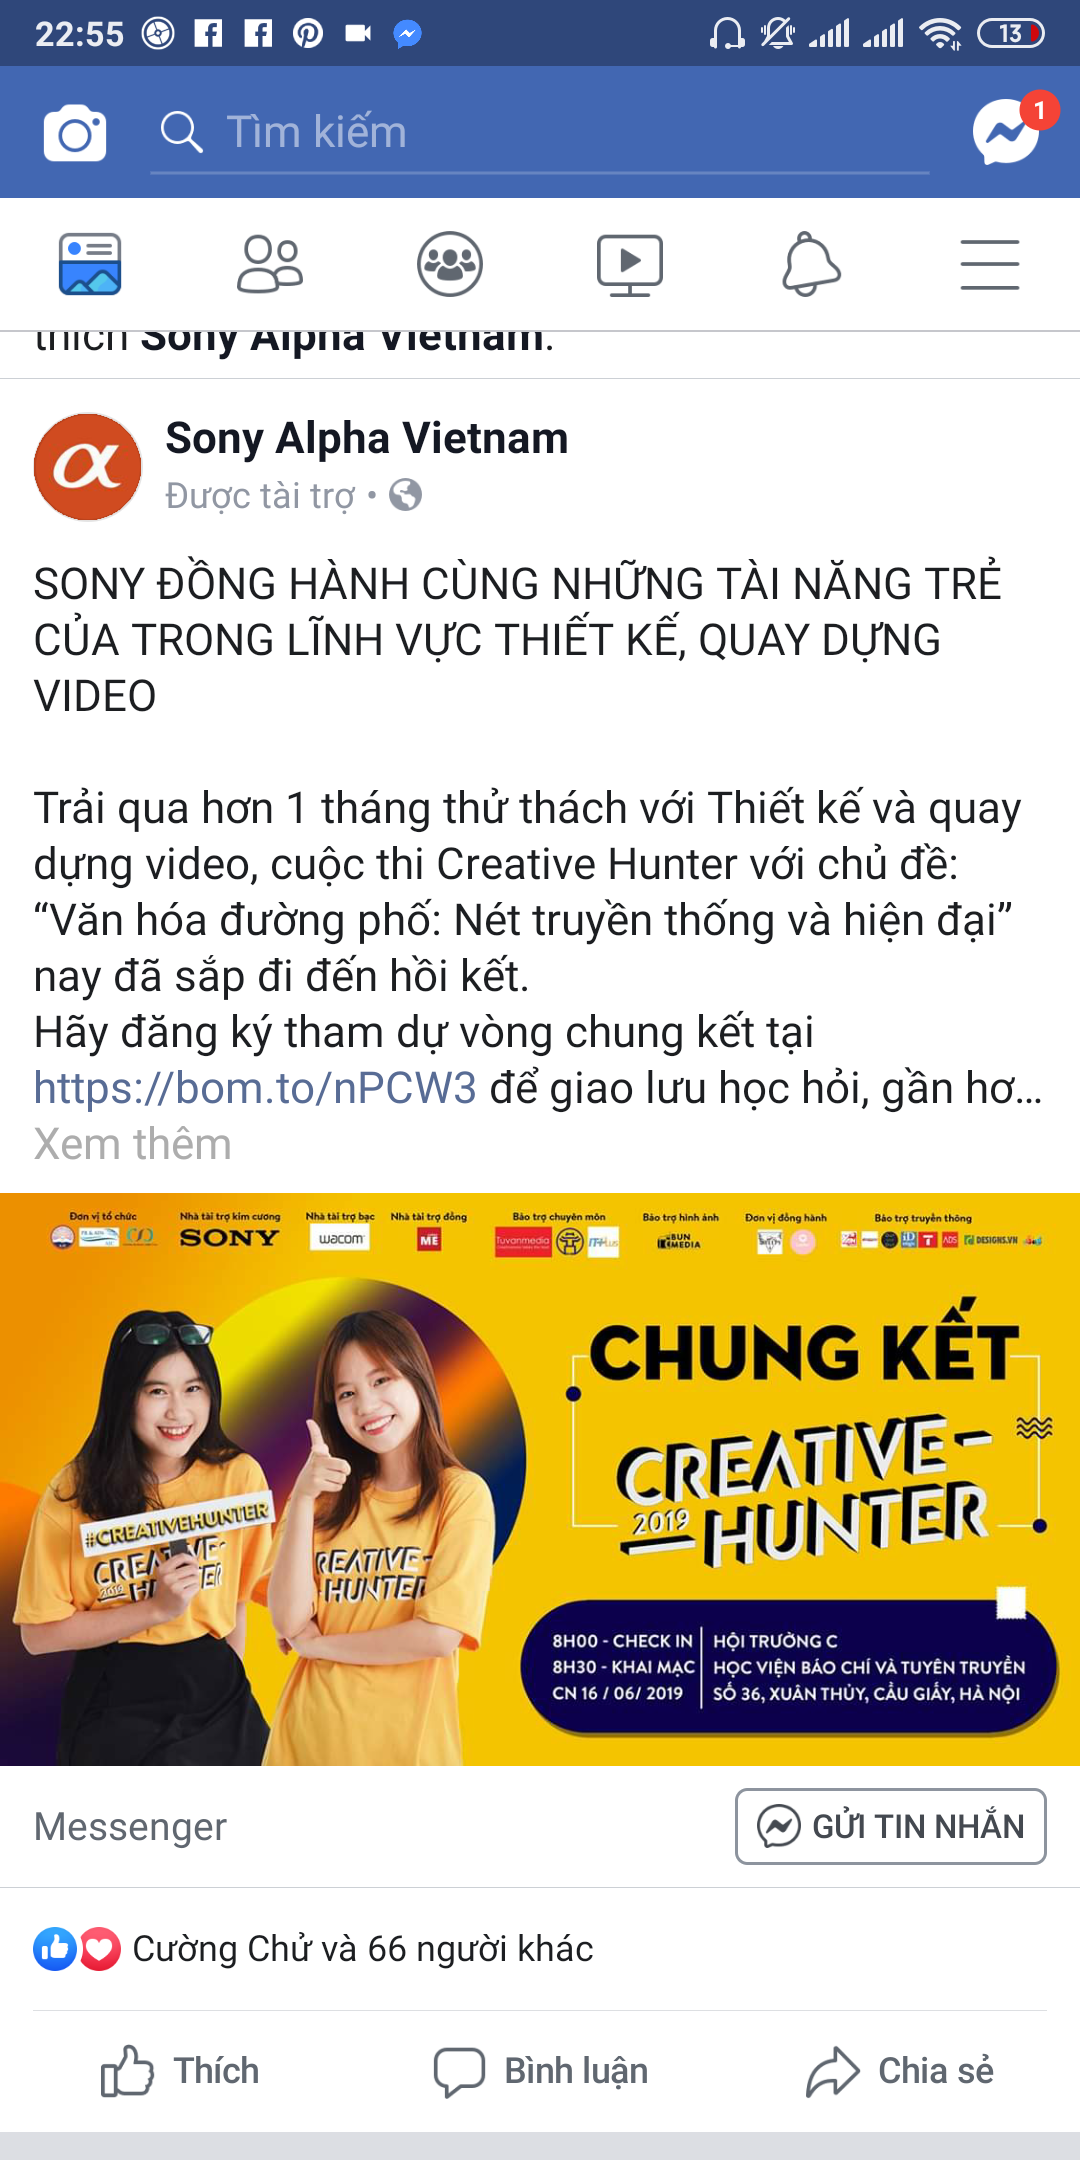 22:55
13
Tìm kiếm
1
thích Sony Alpha Vietnam.
Sony Alpha Vietnam
Được tài trợ •
SONY ĐỒNG HÀNH CÙNG NHỮNG TÀI NĂNG TRẺ
CỦA TRONG LĨNH VỰC THIẾT KẾ, QUAY DỰNG
VIDEO
Trải qua hơn 1 tháng thử thách với Thiết kế và quay
dựng video, cuộc thi Creative Hunter với chủ đề:
“Văn hóa đường phố: Nét truyền thống và hiện đại”
nay đã sắp đi đến hồi kết.
Hãy đăng ký tham dự vòng chung kết tại
https://bom.to/nPCW3 để giao lưu học hỏi, gần hơ...
Xem thêm
Đơn vị tổ chức
Nhà tài trợ kim cương
SONY
Nhà tài trợ bạc
wacom
Nhà tài trợ đồng
MË
Bảo trợ chuyên môn
Tuvanmedia
Bảo trợ hình ảnh
BUN
MEDIA
Đơn vị đồng hành
Bảo trợ truyền thông
ADS
DESIGNS.VN
CHUNG KẾT
CREATIVE-
2019 HUNTER
#CREATIVEHUNTER
CREATIVE-
2019 HUNTER
REATIVE-
HUNTER
8H00 - CHECK IN
8H30 - KHAI MẠC
CN 16 / 06/ 2019
HỘI TRƯỜNG C
HỌC VIỆN BÁO CHÍ VÀ TUYÊN TRUYỀN
SỐ 36, XUÂN THỦY, CẦU GIẤY, HÀ NỘI
Messenger
GỬI TIN NHẮN
Cường Chử và 66 người khác
Thích
Bình luận
Chia sẻ